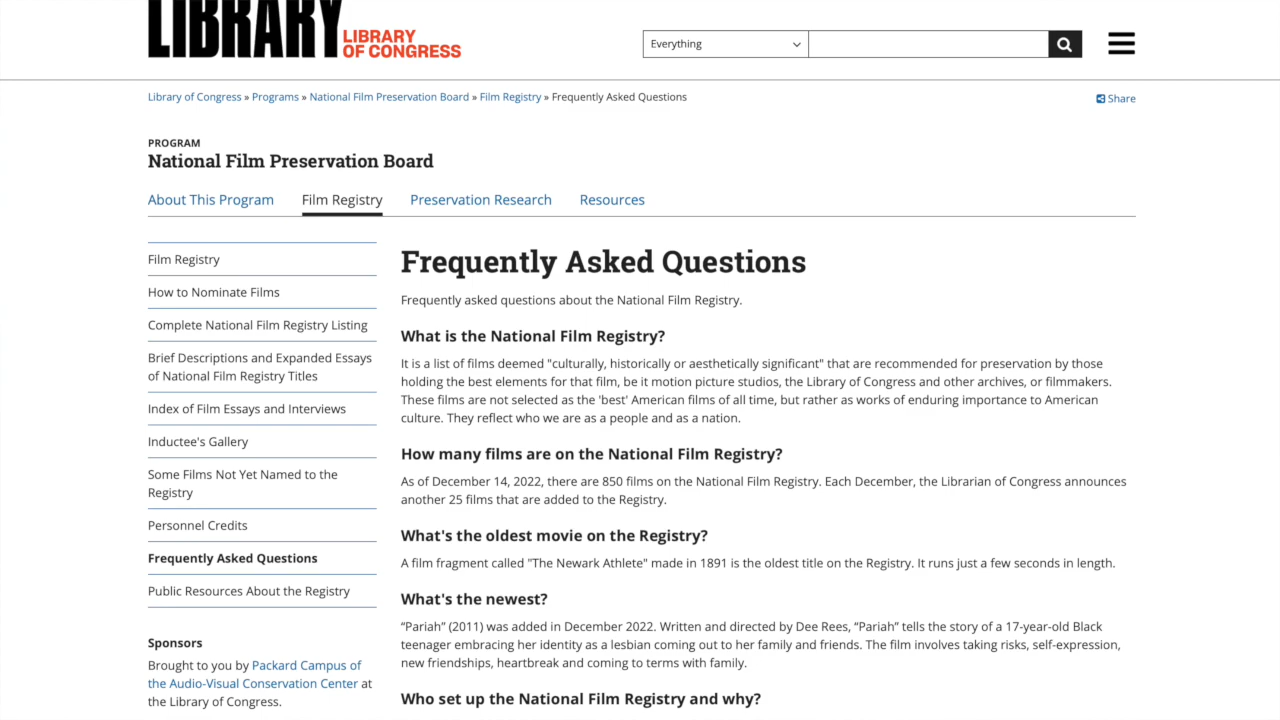 LIBRARY
LIBRARY
OF CONGRESS
Everything
Library of Congress » Programs » National Film Preservation Board » Film Registry » Frequently Asked Questions
Share
PROGRAM
National Film Preservation Board
About This Program
Film Registry
Preservation Research
Resources
Film Registry
How to Nominate Films
Complete National Film Registry Listing
Brief Descriptions and Expanded Essays
of National Film Registry Titles
Index of Film Essays and Interviews
Inductee's Gallery
Some Films Not Yet Named to the
Registry
Personnel Credits
Frequently Asked Questions
Public Resources About the Registry
Sponsors
Brought to you by Packard Campus of
the Audio-Visual Conservation Center at
the Library of Congress.
Frequently Asked Questions
Frequently asked questions about the National Film Registry.
What is the National Film Registry?
It is a list of films deemed "culturally, historically or aesthetically significant" that are recommended for preservation by those
holding the best elements for that film, be it motion picture studios, the Library of Congress and other archives, or filmmakers.
These films are not selected as the 'best' American films of all time, but rather as works of enduring importance to American
culture. They reflect who we are as a people and as a nation.
How many films are on the National Film Registry?
As of December 14, 2022, there are 850 films on the National Film Registry. Each December, the Librarian of Congress announces
another 25 films that are added to the Registry.
What's the oldest movie on the Registry?
A film fragment called "The Newark Athlete" made in 1891 is the oldest title on the Registry. It runs just a few seconds in length.
What's the newest?
“Pariah” (2011) was added in December 2022. Written and directed by Dee Rees, “Pariah” tells the story of a 17-year-old Black
teenager embracing her identity as a lesbian coming out to her family and friends. The film involves taking risks, self-expression,
new friendships, heartbreak and coming to terms with family.
Who set up the National Film Registry and why?